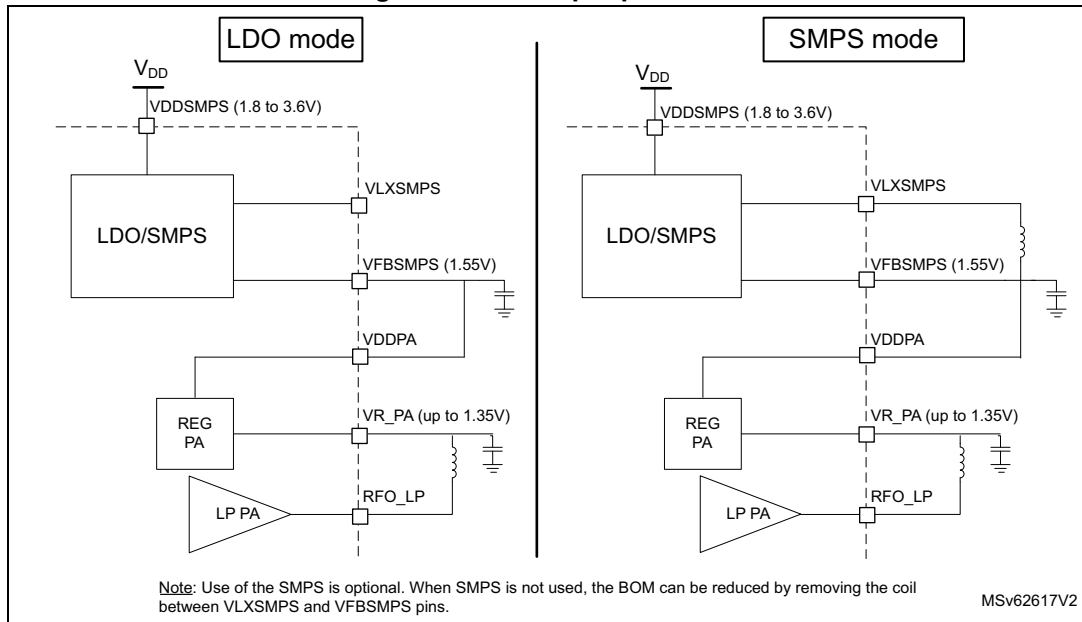 LDO mode
V_DD
VDDSMPS (1.8 to 3.6V)
LDO/SMPS
VLXSMPS
VFBSMPS (1.55V)
VDDPA
REG
PA
VR_PA (up to 1.35V)
LP PA
RFO_LP
SMPS mode
V_DD
VDDSMPS (1.8 to 3.6V)
LDO/SMPS
VLXSMPS
VFBSMPS (1.55V)
VDDPA
REG
PA
VR_PA (up to 1.35V)
LP PA
RFO_LP
Note: Use of the SMPS is optional. When SMPS is not used, the BOM can be reduced by removing the coil
between VLXSMPS and VFBSMPS pins.
MSv62617V2